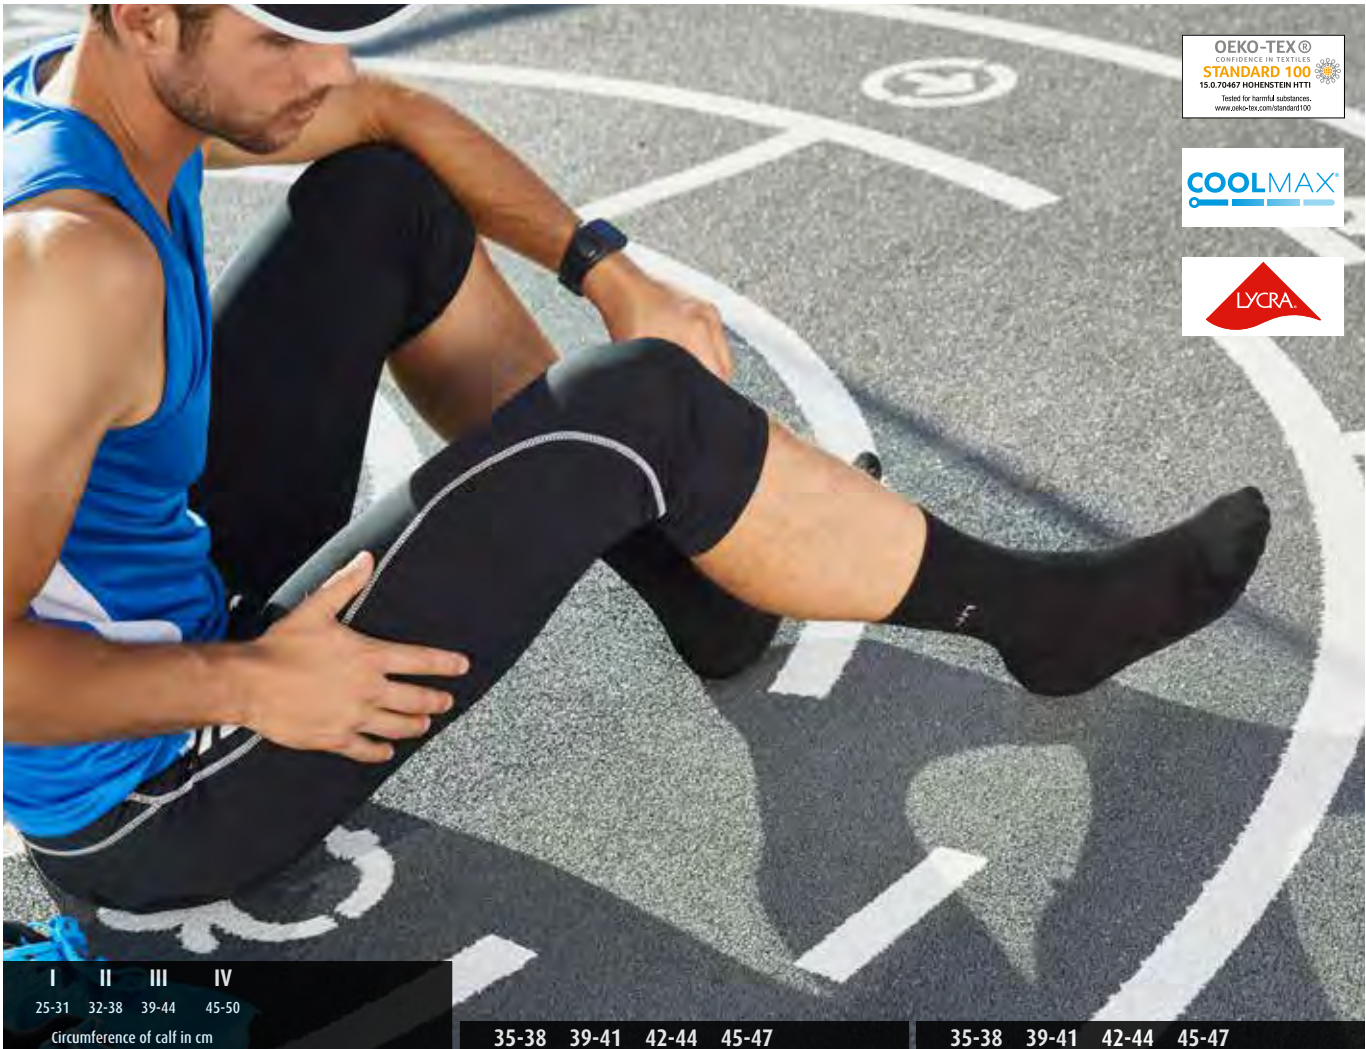 OEKO-TEX®
CONFIDENCE IN TEXTILES
STANDARD 100
15.0.70467 HOHENSTEIN HTTI
Tested for harmful substances.
www.oeko-tex.com/standard100
COOLMAX®
LYCRA®
I II III IV
25-31 32-38 39-44 45-50
Circumference of calf in cm
35-38 39-41 42-44 45-47
35-38 39-41 42-44 45-47